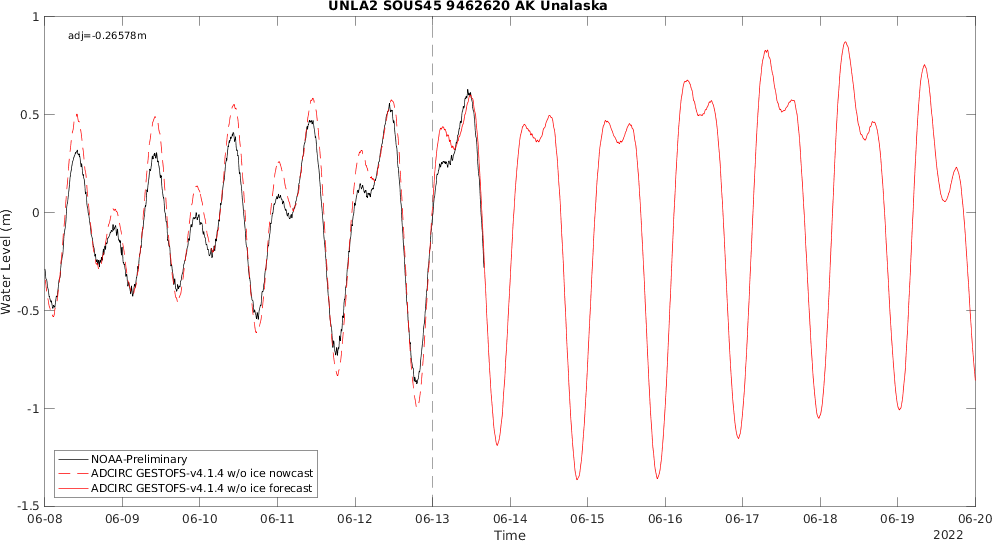 UNLA2 SOUS45 9462620 AK Unalaska
adj=-0.26578m
1
0.5
0
-0.5
-1
-1.5
Water Level (m)
NOAA-Preliminary
ADCIRC GESTOFS-v4.1.4 w/o ice nowcast
ADCIRC GESTOFS-v4.1.4 w/o ice forecast
06-08 06-09 06-10 06-11 06-12 06-13 06-14 06-15 06-16 06-17 06-18 06-19 06-20
Time
2022